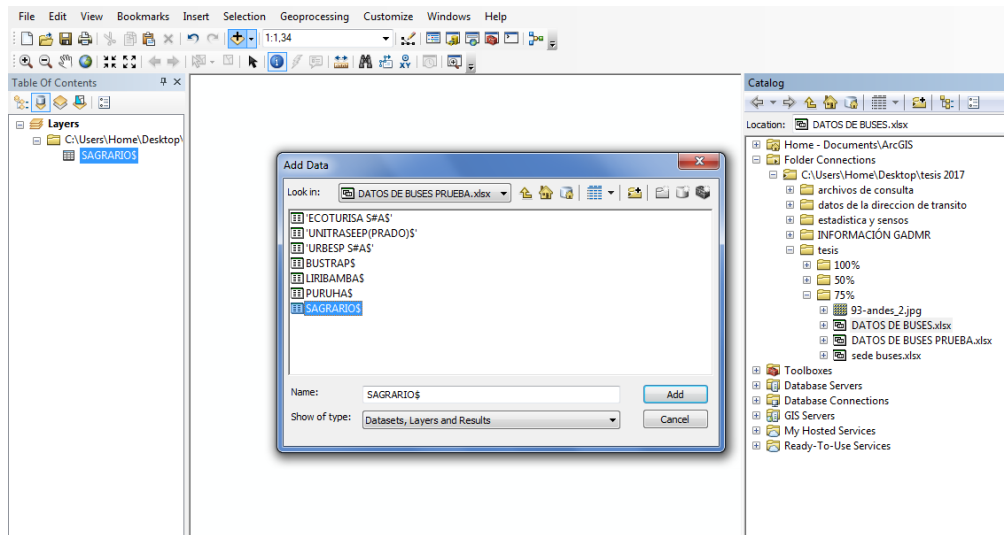 File Edit View Bookmarks Insert Selection Geoprocessing Customize Windows Help
1:1,34
Table Of Contents
Layers
C:\Users\Home\Desktop\
SAGRARIO$
Add Data
Look in: DATOS DE BUSES PRUEBA.xlsx
'ECOTURISA S#A$'
'UNITRASEEP(PRADO)$'
'URBESP S#A$'
BUSTRAP$
LIRIBAMBA$
PURUHA$
SAGRARIO$
Name: SAGRARIO$ Add
Show of type: Datasets, Layers and Results Cancel
Catalog
Location: DATOS DE BUSES.xlsx
Home - Documents\ArcGIS
Folder Connections
C:\Users\Home\Desktop\tesis 2017
archivos de consulta
datos de la direccion de transito
estadistica y sensos
INFORMACIÓN GADMR
tesis
100%
50%
75%
93-andes_2.jpg
DATOS DE BUSES.xlsx
DATOS DE BUSES PRUEBA.xlsx
sede buses.xlsx
Toolboxes
Database Servers
Database Connections
GIS Servers
My Hosted Services
Ready-To-Use Services